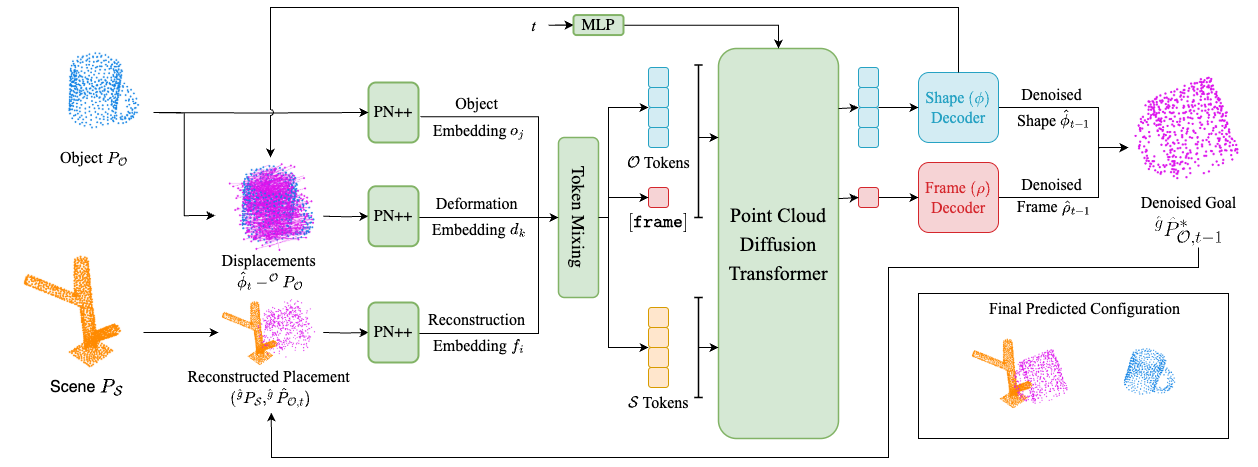 t
MLP
Object $P_{\mathcal{O}}$
PN++
Object
Embedding $o_j$
Displacements
$\hat{\phi}_t - {}^{\mathcal{O}} P_{\mathcal{O}}$
PN++
Deformation
Embedding $d_k$
Scene $P_{\mathcal{S}}$
Reconstructed Placement
$({}^{\hat{g}}P_{\mathcal{S}}, {}^{\hat{g}}\hat{P}_{\mathcal{O},t})$
PN++
Reconstruction
Embedding $f_i$
Token Mixing
$\mathcal{O}$ Tokens
[frame]
$\mathcal{S}$ Tokens
Point Cloud
Diffusion
Transformer
Shape ($\phi$)
Decoder
Denoised
Shape $\hat{\phi}_{t-1}$
Frame ($\rho$)
Decoder
Denoised
Frame $\hat{\rho}_{t-1}$
Denoised Goal
${}^{\hat{g}}\hat{P}^{*}_{\mathcal{O},t-1}$
Final Predicted Configuration